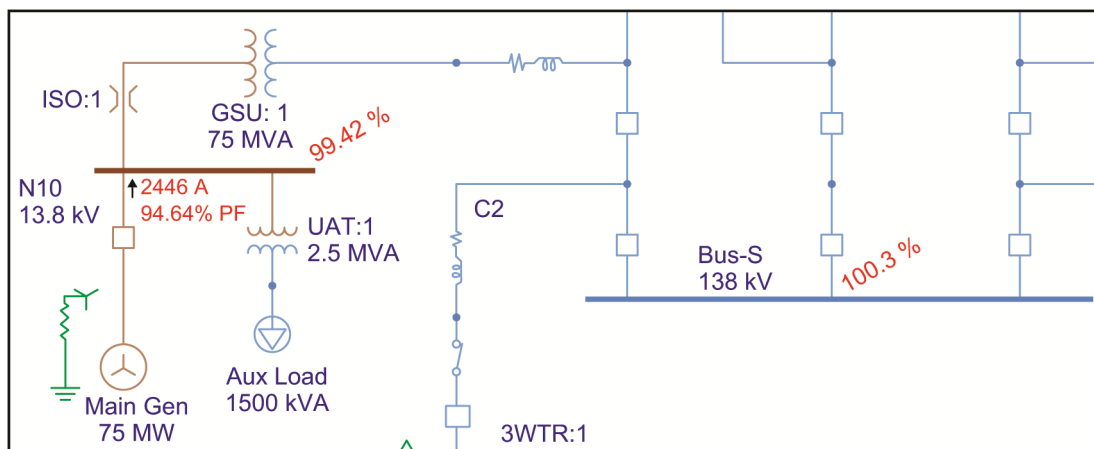 ISO:1
GSU: 1
75 MVA
99.42 %
N10
13.8 kV
2446 A
94.64% PF
UAT:1
2.5 MVA
C2
Bus-S
138 kV
100.3 %
Aux Load
1500 kVA
Main Gen
75 MW
3WTR:1